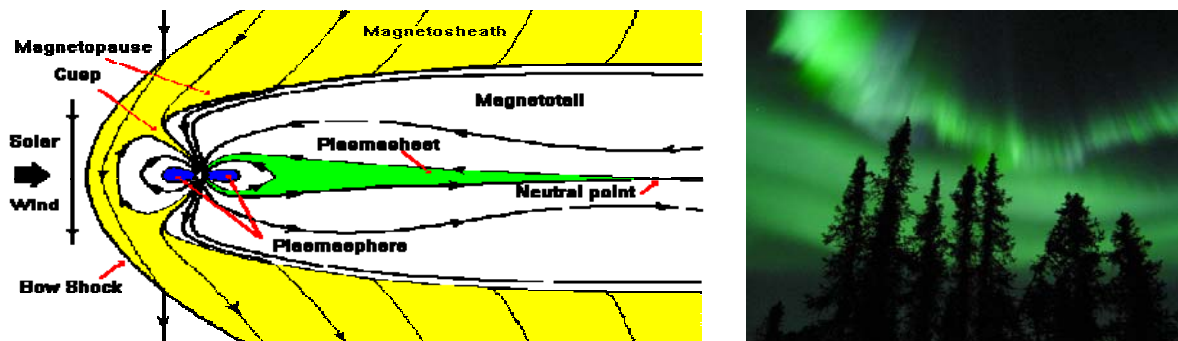 Magnetosheath
Magnetopause
Cusp
Magnetotail
Solar
Plasmasheet
Wind
Neutral point
Plasmasphere
Bow Shock